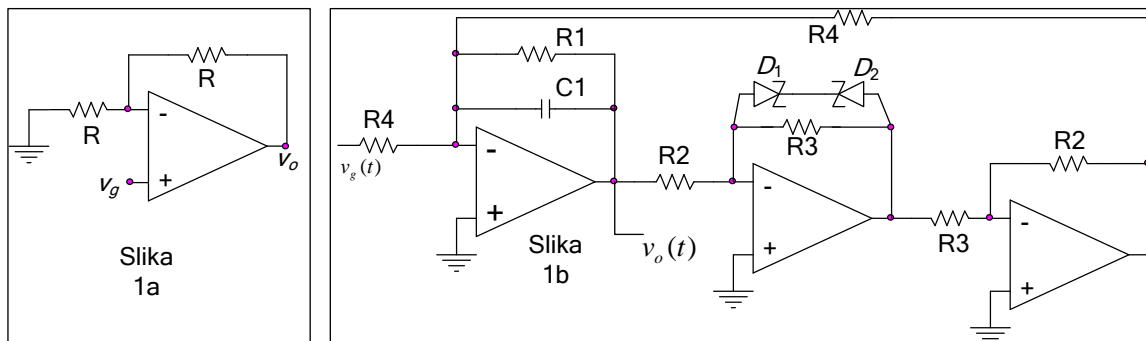 R
R
-
+
v_g
v_o
Slika
1a
R4
R1
C1
D_1
D_2
R4
v_g(t)
-
+
R2
R3
-
+
R2
R3
-
+
v_o(t)
Slika
1b